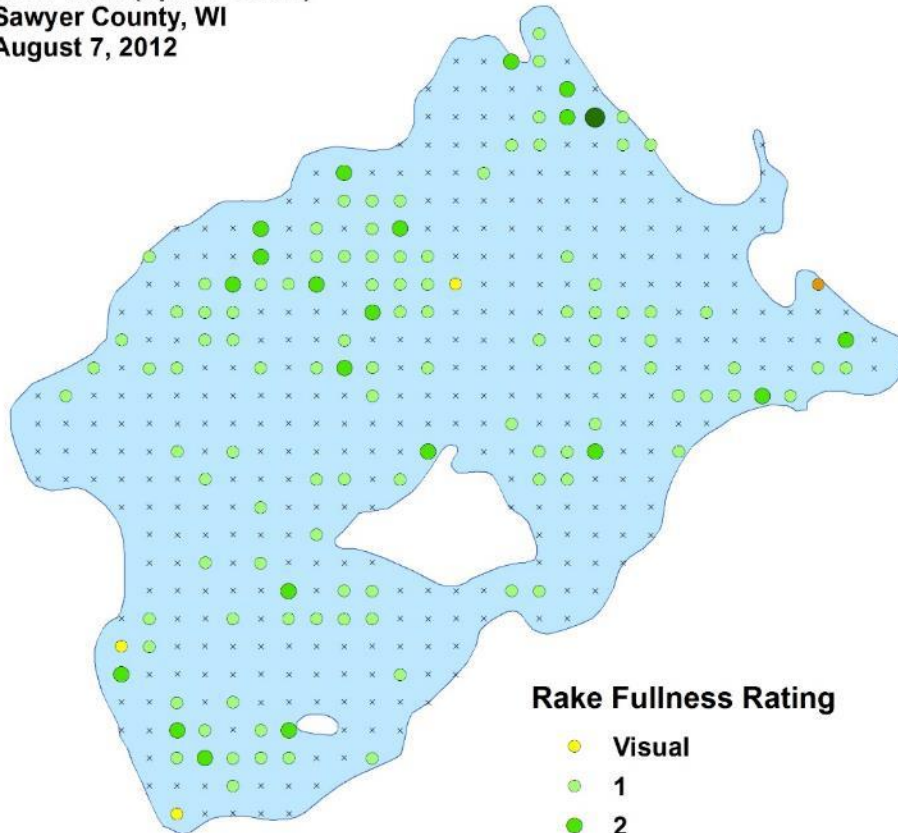 Sawyer County, WI
August 7, 2012
Rake Fullness Rating
Visual
1
2